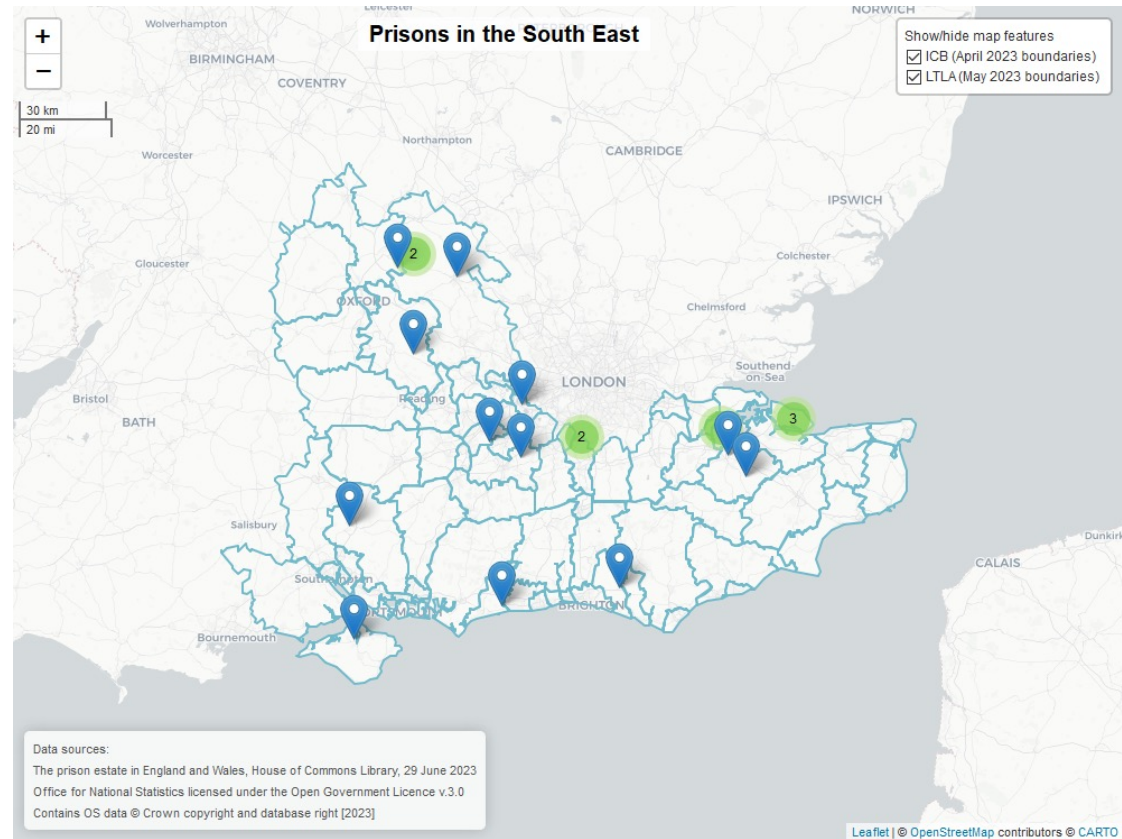 Leicester
NORWICH
Wolverhampton
Prisons in the South East
+
−
Show/hide map features
ICB (April 2023 boundaries)
LTLA (May 2023 boundaries)
BIRMINGHAM
COVENTRY
30 km
20 mi
Northampton
Worcester
CAMBRIDGE
IPSWICH
2
Gloucester
Colchester
OXFORD
Chelmsford
Southend
-on-Sea
LONDON
Bristol
Reading
BATH
2
3
Salisbury
Southampton
PORTSMOUTH
BRIGHTON
Bournemouth
Dunkirk
CALAIS
Data sources:
The prison estate in England and Wales, House of Commons Library, 29 June 2023
Office for National Statistics licensed under the Open Government Licence v.3.0
Contains OS data © Crown copyright and database right [2023]
Leaflet | © OpenStreetMap contributors © CARTO